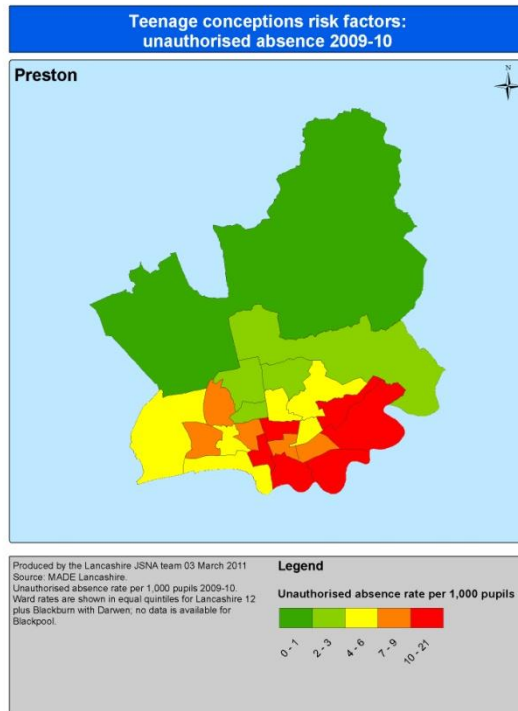 Teenage conceptions risk factors:
unauthorised absence 2009-10
Preston
N
Produced by the Lancashire JSNA team 03 March 2011
Source: MADE Lancashire.
Unauthorised absence rate per 1,000 pupils 2009-10.
Ward rates are shown in equal quintiles for Lancashire 12
plus Blackburn with Darwen; no data is available for
Blackpool.
Legend
Unauthorised absence rate per 1,000 pupils
0 - 1
2 - 3
4 - 6
7 - 9
10 - 21